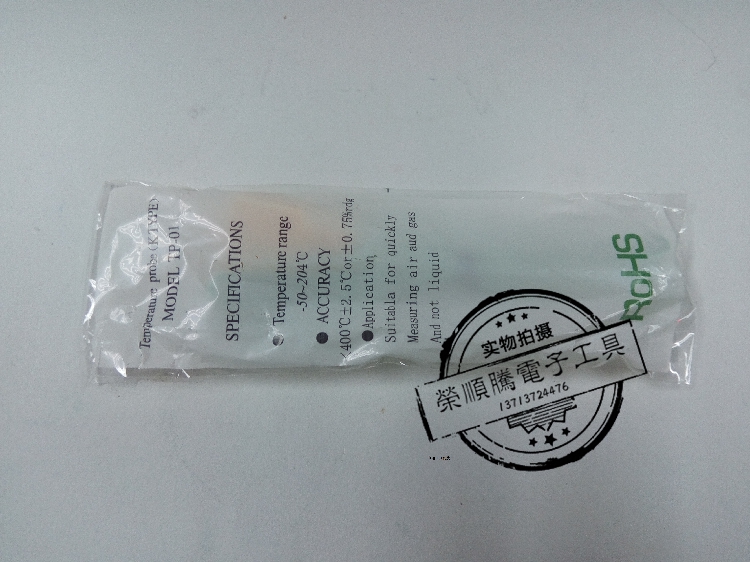 Temperature probe (K TYPE)
MODEL TP-01
SPECIFICATIONS
Temperature range
-50~204℃
● ACCURACY
<400℃±2.5℃or±0.75%rdg
●Application
Suitabla for quickly
Measuring air aud gas
And not liquid
RoHS
实物拍摄
榮順騰電子工具
13713724476